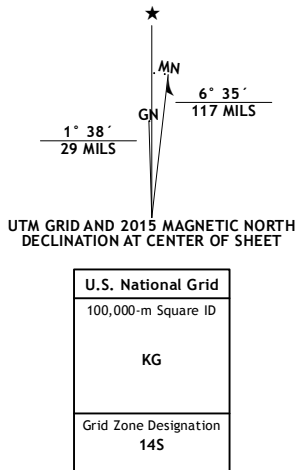 MN
GN
6° 35´
117 MILS
1° 38´
29 MILS
UTM GRID AND 2015 MAGNETIC NORTH
DECLINATION AT CENTER OF SHEET
U.S. National Grid
100,000-m Square ID
KG
Grid Zone Designation
14S